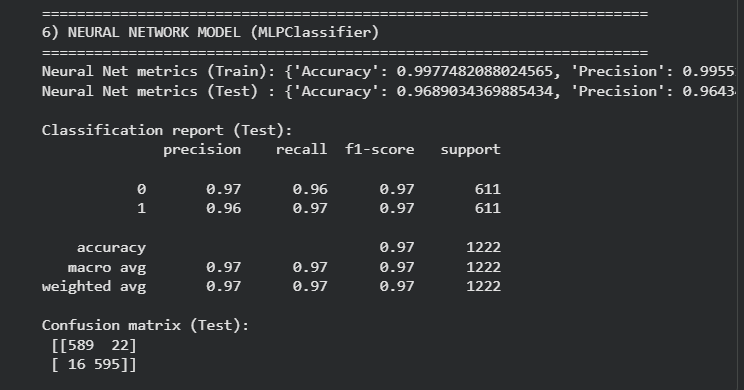 ======================================================================
6) NEURAL NETWORK MODEL (MLPClassifier)
======================================================================
Neural Net metrics (Train): {'Accuracy': 0.9977482088024565, 'Precision': 0.9955
Neural Net metrics (Test) : {'Accuracy': 0.9689034369885434, 'Precision': 0.9643
Classification report (Test):
precision recall f1-score support
0 0.97 0.96 0.97 611
1 0.96 0.97 0.97 611
accuracy 0.97 1222
macro avg 0.97 0.97 0.97 1222
weighted avg 0.97 0.97 0.97 1222
Confusion matrix (Test):
[[589 22]
[ 16 595]]